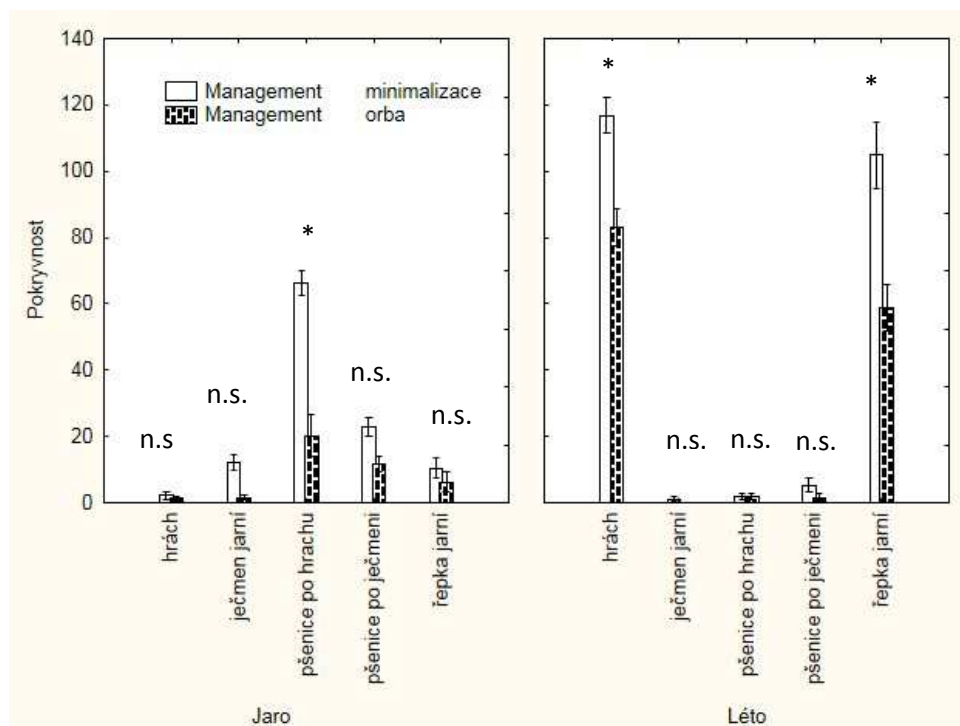 140
120
100
80
60
40
20
0
Pokryvnost
Management minimalizace
Management orba
*
n.s
n.s.
n.s.
n.s.
*
*
n.s.
n.s.
n.s.
hrách
ječmen jarní
pšenice po hrachu
pšenice po ječmeni
řepka jarní
Jaro
hrách
ječmen jarní
pšenice po hrachu
pšenice po ječmeni
řepka jarní
Léto